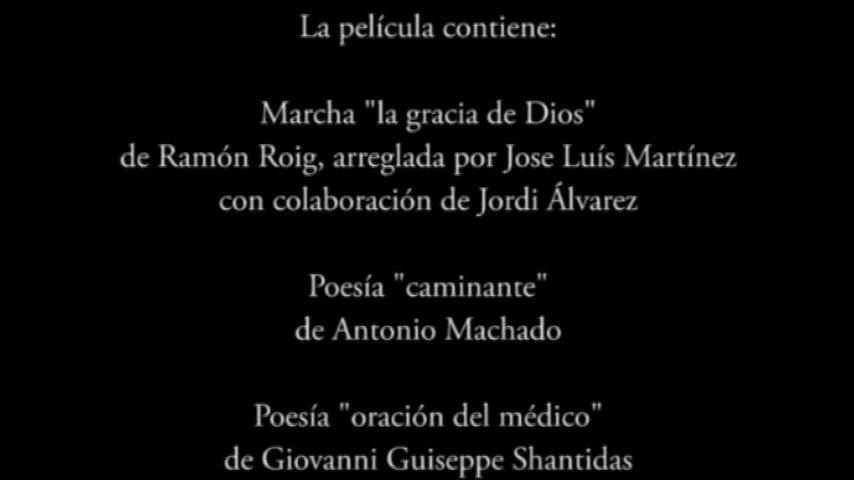 La película contiene:
Marcha "la gracia de Dios"
de Ramón Roig, arreglada por Jose Luís Martínez
con colaboración de Jordi Álvarez
Poesía "caminante"
de Antonio Machado
Poesía "oración del médico"
de Giovanni Guiseppe Shantidas